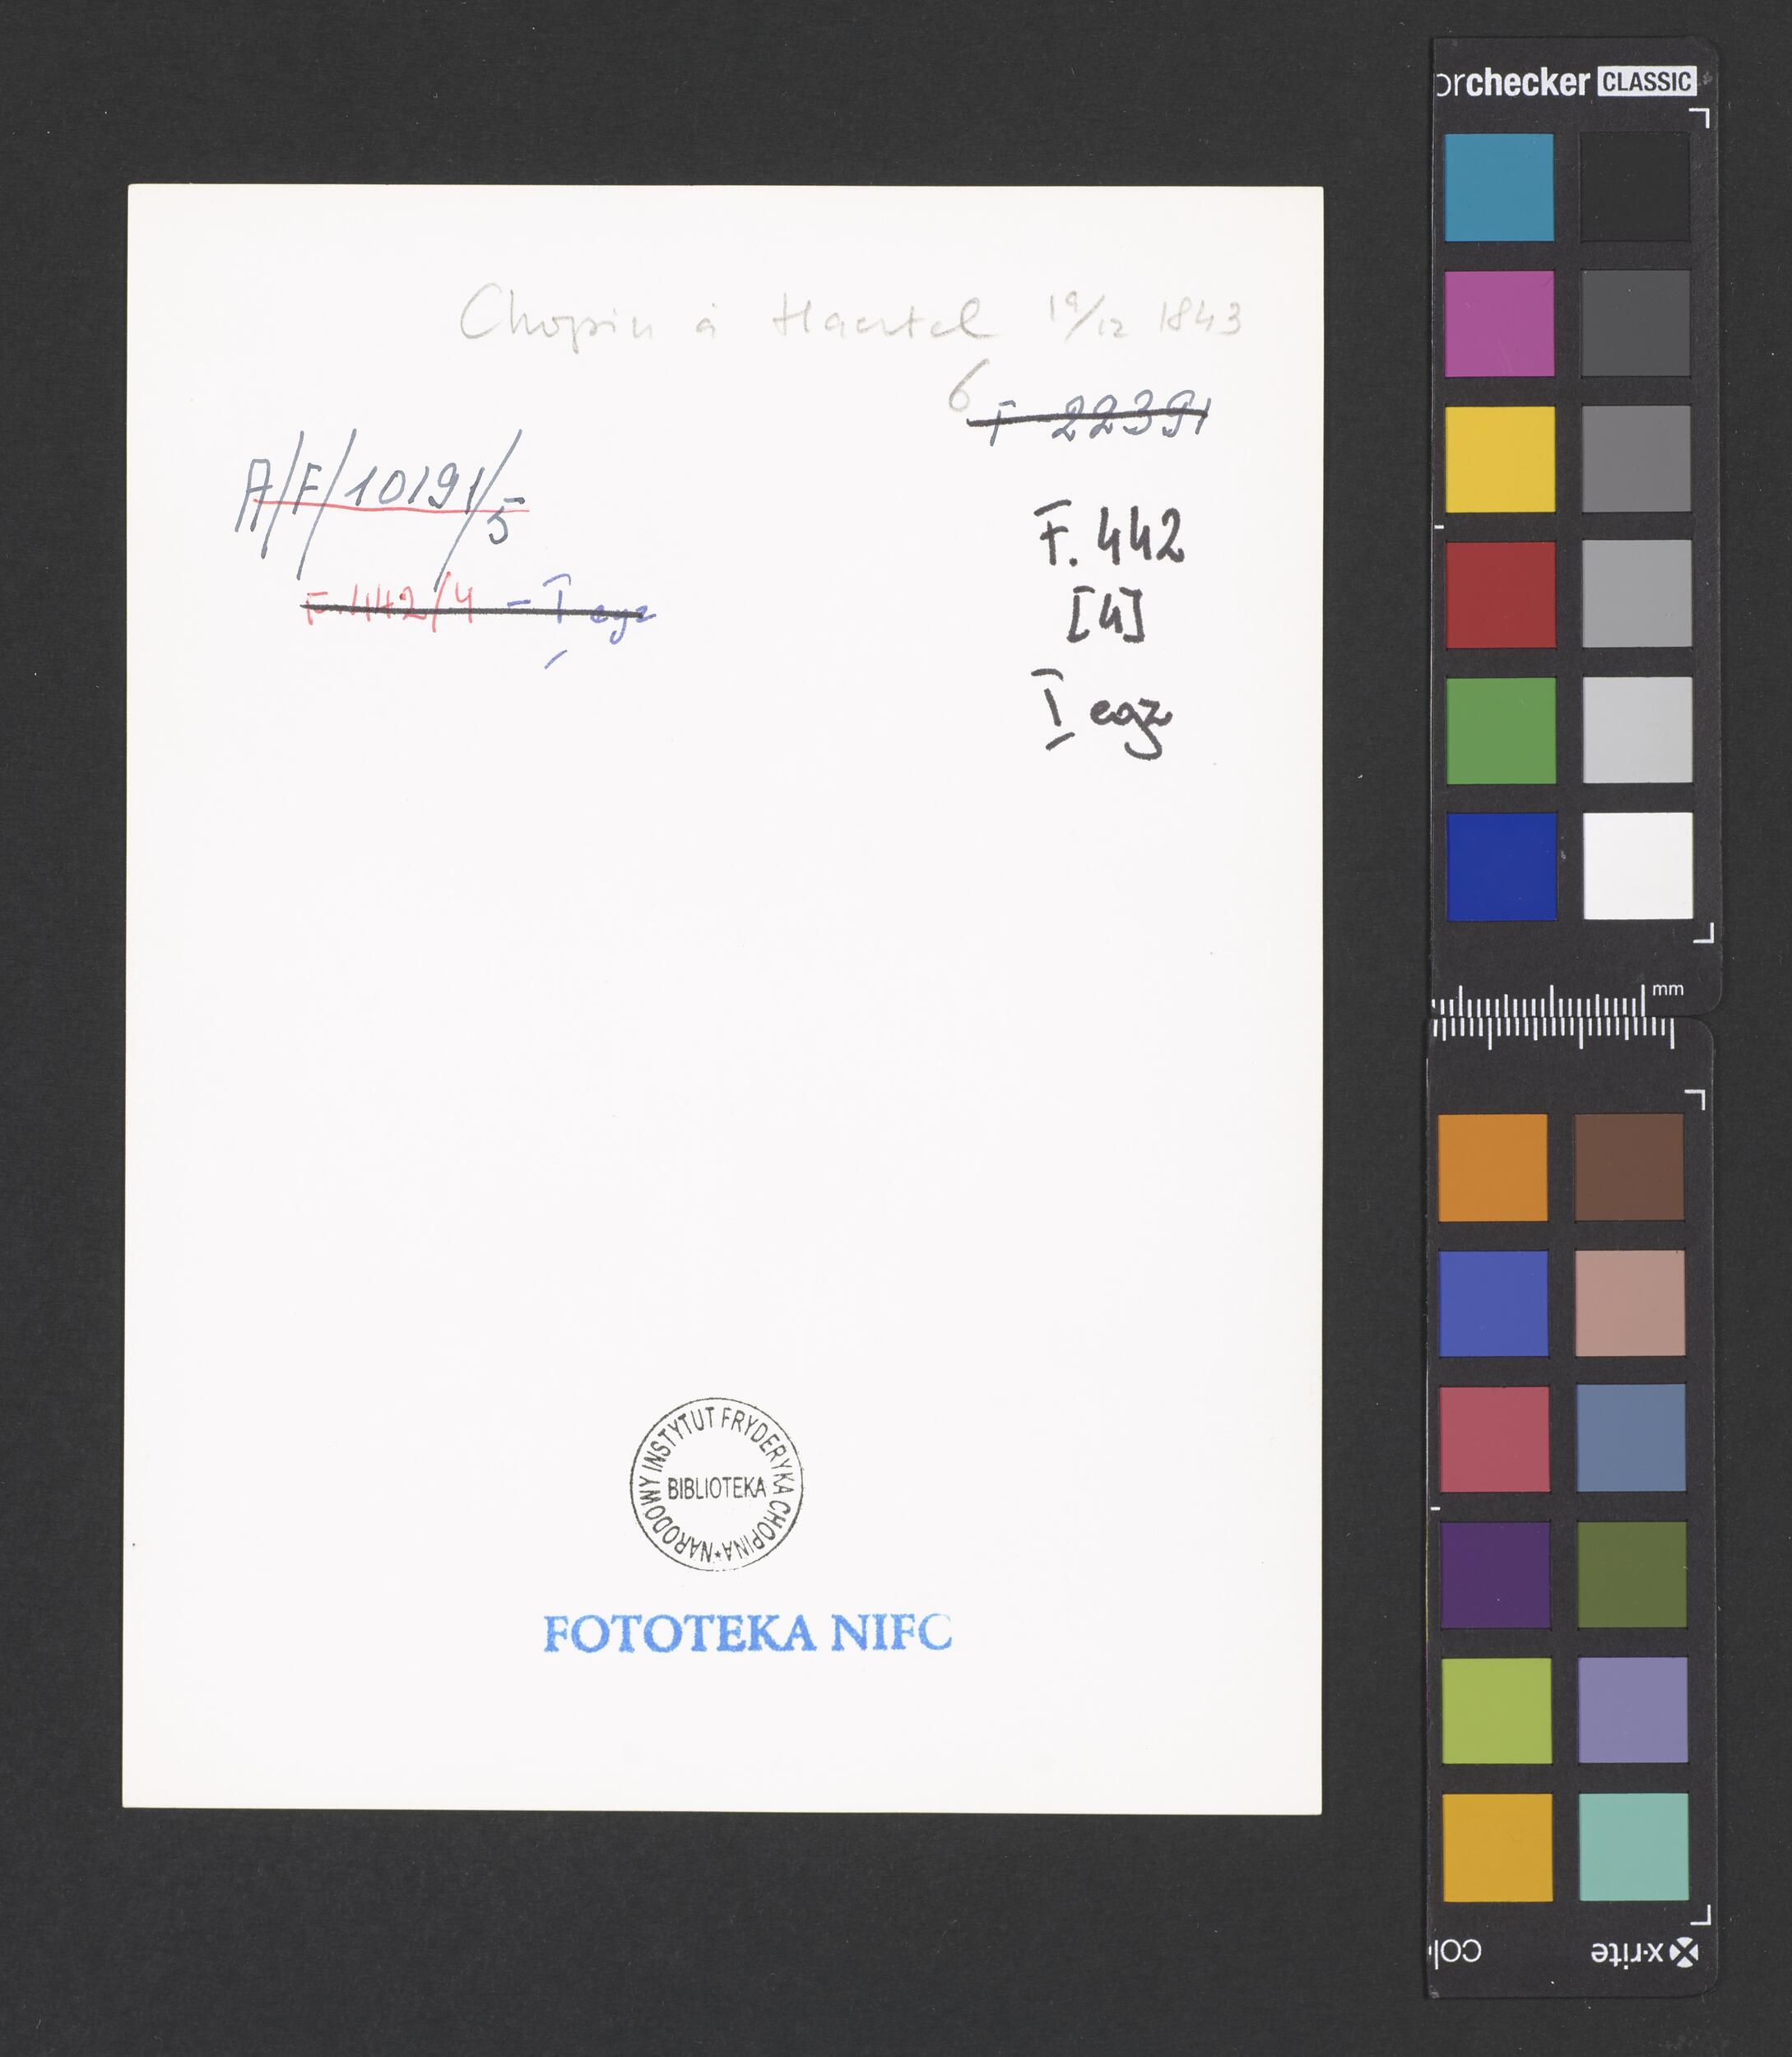 Chopin à Haertel 19/12 1843
6
F 22391
A/F/10191/5
F. 442/4 – I egz
F. 442
[4]
I egz
NARODOWY INSTYTUT FRYDERYKA CHOPINA *
BIBLIOTEKA
FOTOTEKA NIFC
orchecker CLASSIC
mm
x·rite
col